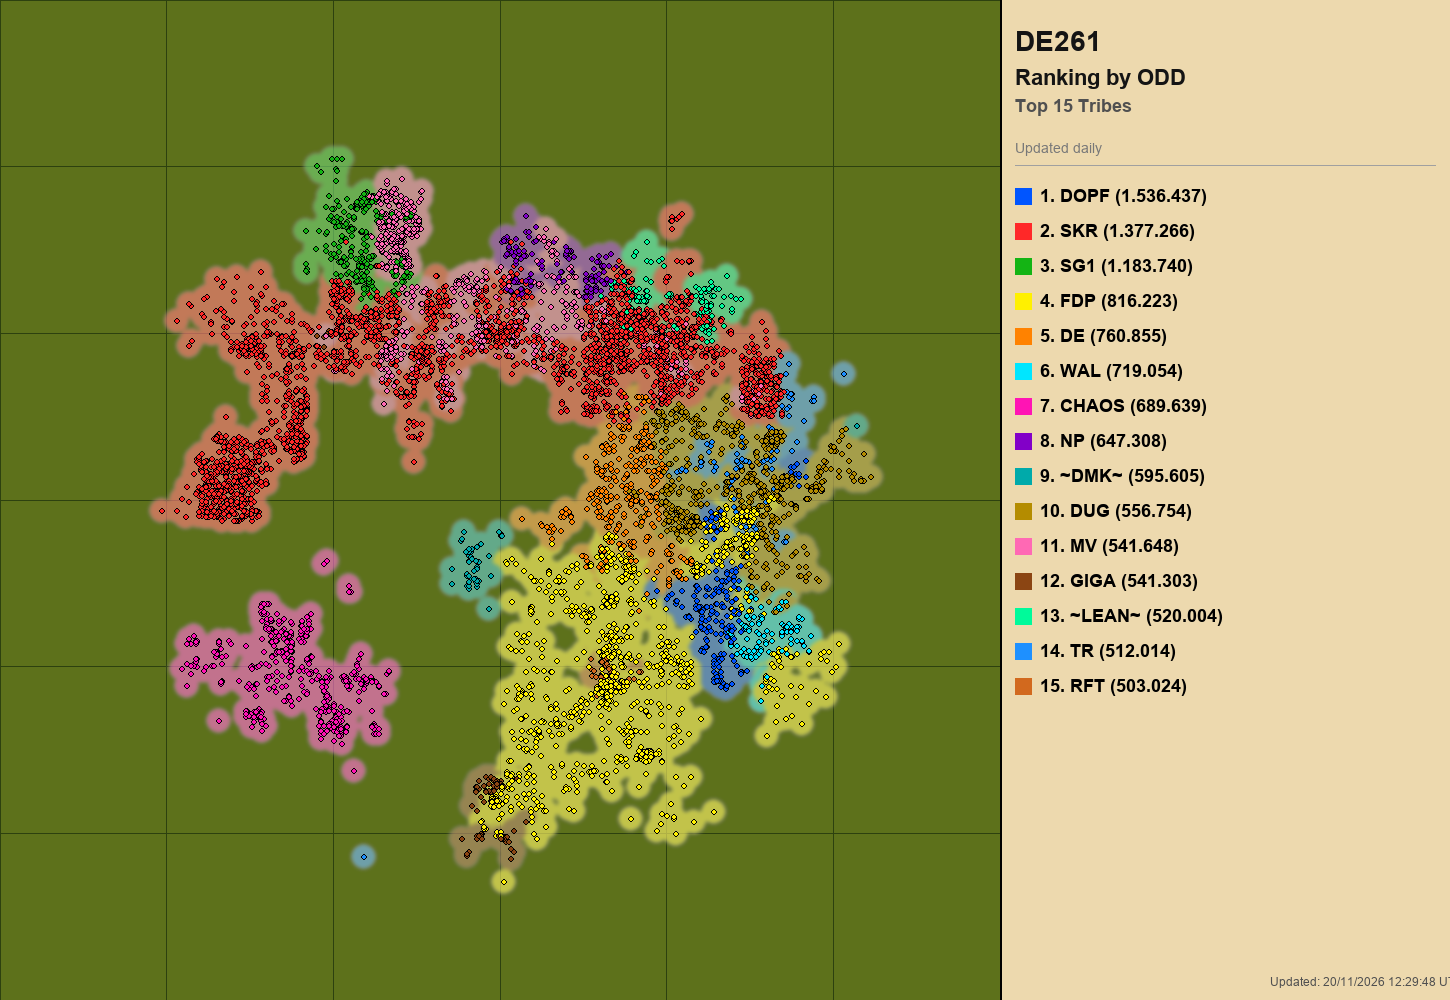 DE261
Ranking by ODD
Top 15 Tribes
Updated daily
1. DOPF (1.536.437)
2. SKR (1.377.266)
3. SG1 (1.183.740)
4. FDP (816.223)
5. DE (760.855)
6. WAL (719.054)
7. CHAOS (689.639)
8. NP (647.308)
9. ~DMK~ (595.605)
10. DUG (556.754)
11. MV (541.648)
12. GIGA (541.303)
13. ~LEAN~ (520.004)
14. TR (512.014)
15. RFT (503.024)
Updated: 20/11/2026 12:29:48